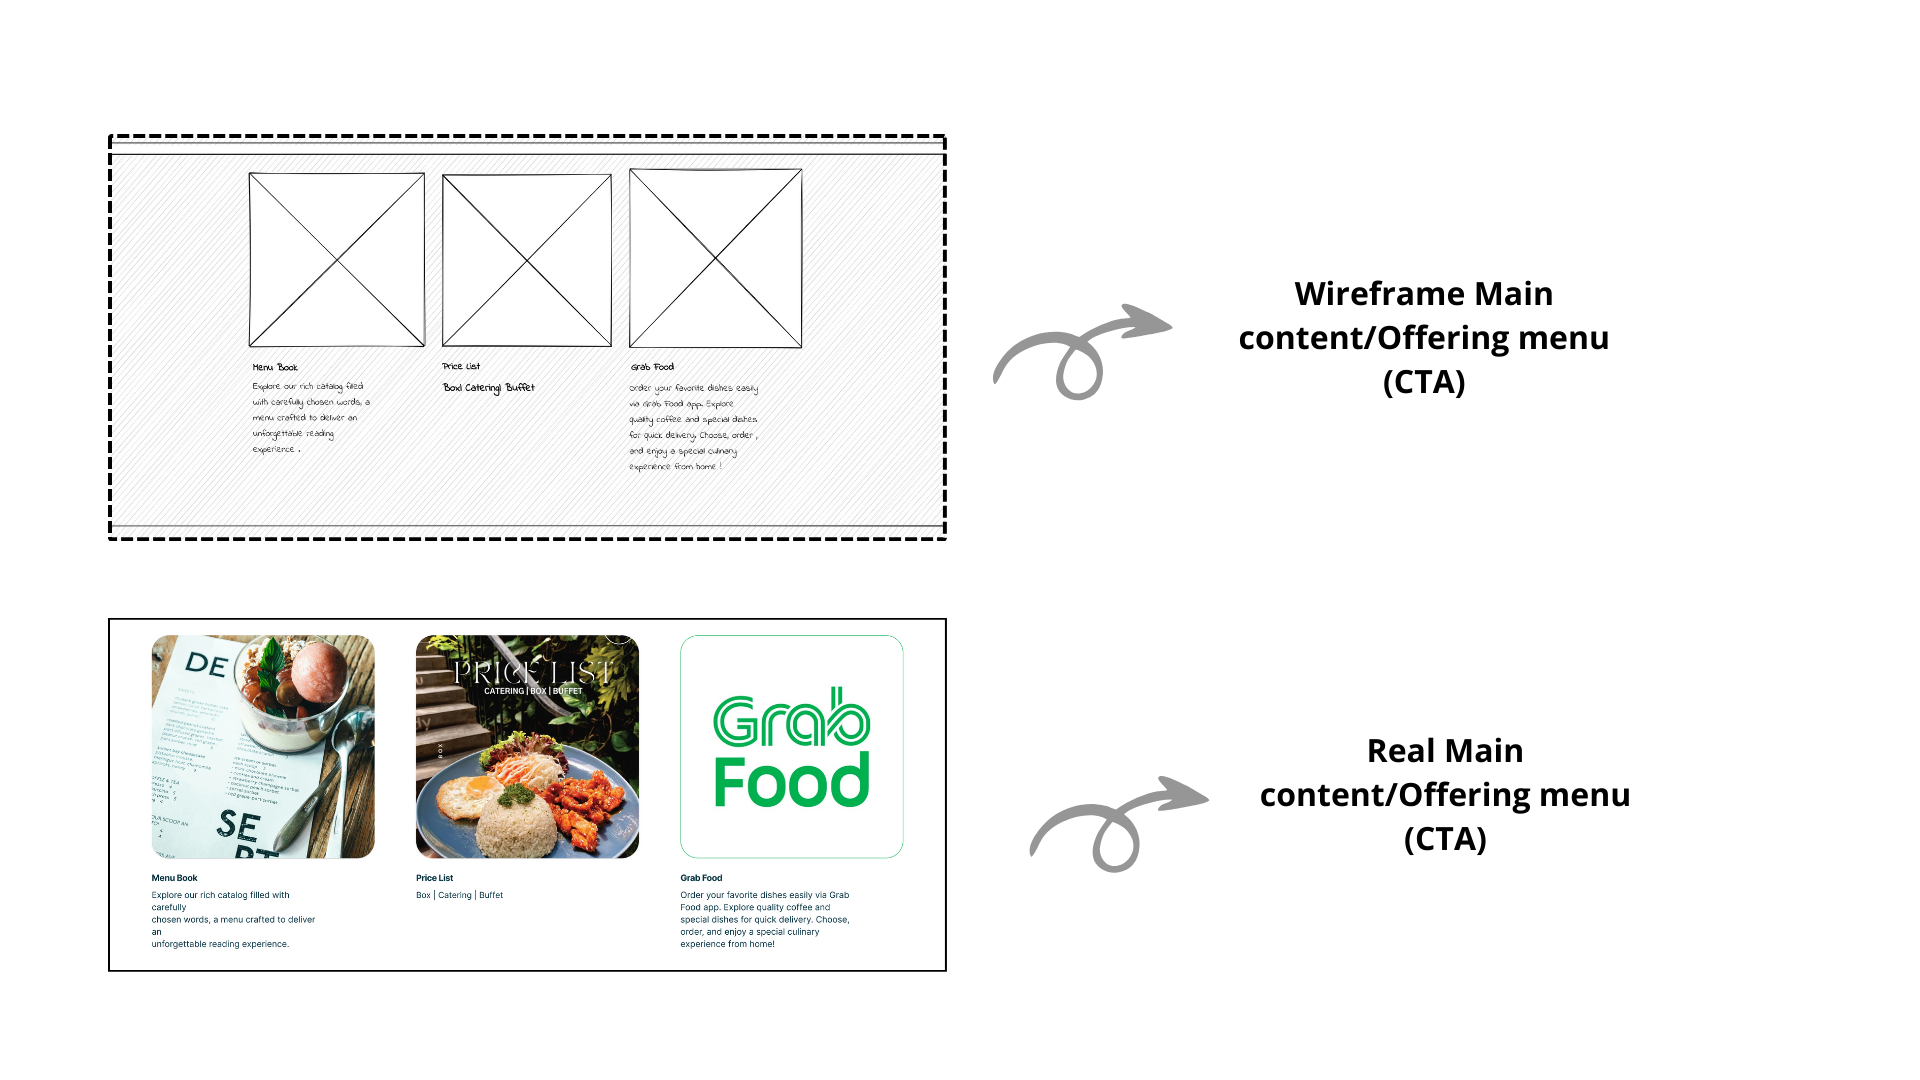 Menu Book
Explore our rich catalog filled
with carefully chosen words, a
menu crafted to deliver an
unforgettable reading
experience .
Price List
Box| Catering| Buffet
Grab Food
Order your favorite dishes easily
via Grab Food app. Explore
quality coffee and special dishes
for quick delivery. Choose, order ,
and enjoy a special culinary
experience from home !
Wireframe Main
content/Offering menu
(CTA)
DE
SE
RT
PRICE LIST
CATERING | BOX | BUFFET
BOX
Grab
Food
Menu Book
Explore our rich catalog filled with
carefully
chosen words, a menu crafted to deliver
an
unforgettable reading experience.
Price List
Box | Catering | Buffet
Grab Food
Order your favorite dishes easily via Grab
Food app. Explore quality coffee and
special dishes for quick delivery. Choose,
order, and enjoy a special culinary
experience from home!
Real Main
content/Offering menu
(CTA)